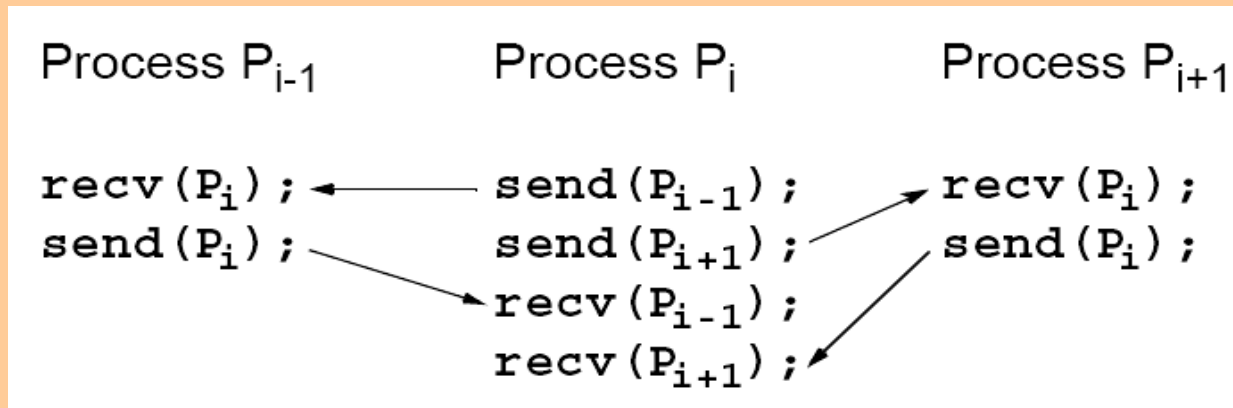 Process Pi-1 Process Pi Process Pi+1
recv(Pi); send(Pi-1); recv(Pi);
send(Pi); send(Pi+1); send(Pi);
recv(Pi-1);
recv(Pi+1);